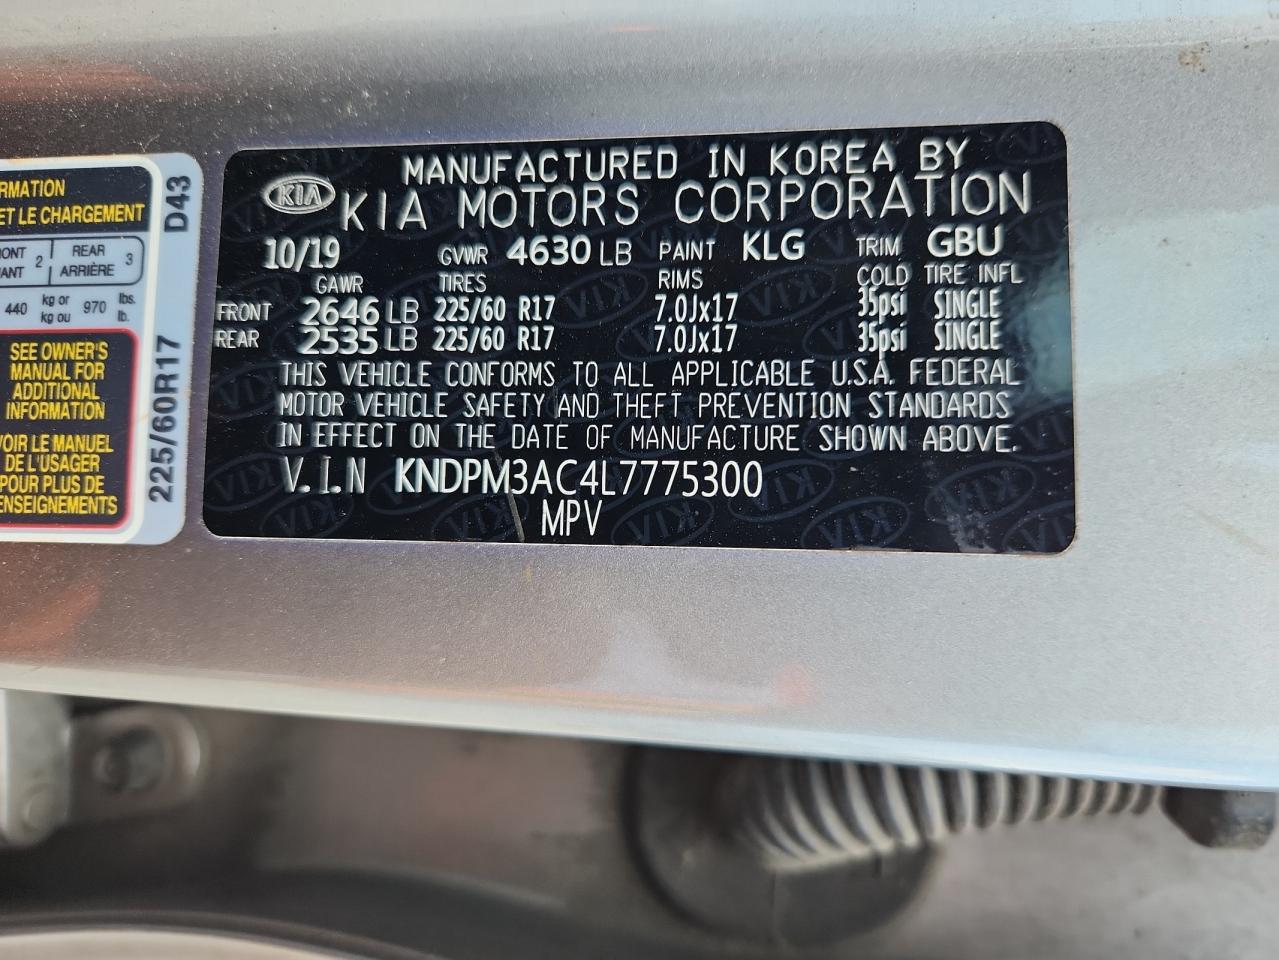 RMATION
ET LE CHARGEMENT
2 REAR 3
ARRIÈRE
440 kg or 970 lbs.
kg ou lb.
SEE OWNER'S
MANUAL FOR
ADDITIONAL
INFORMATION
VOIR LE MANUEL
DE L'USAGER
POUR PLUS DE
ENSEIGNEMENTS
D43
225/60R17
MANUFACTURED IN KOREA BY
KIA KIA MOTORS CORPORATION
10/19 GVWR 4630 LB PAINT KLG TRIM GBU
GAWR TIRES RIMS COLD TIRE INFL
FRONT 2646 LB 225/60 R17 7.0Jx17 35psi SINGLE
REAR 2535 LB 225/60 R17 7.0Jx17 35psi SINGLE
THIS VEHICLE CONFORMS TO ALL APPLICABLE U.S.A. FEDERAL
MOTOR VEHICLE SAFETY AND THEFT PREVENTION STANDARDS
IN EFFECT ON THE DATE OF MANUFACTURE SHOWN ABOVE.
V.I.N KNDPM3AC4L7775300
MPV